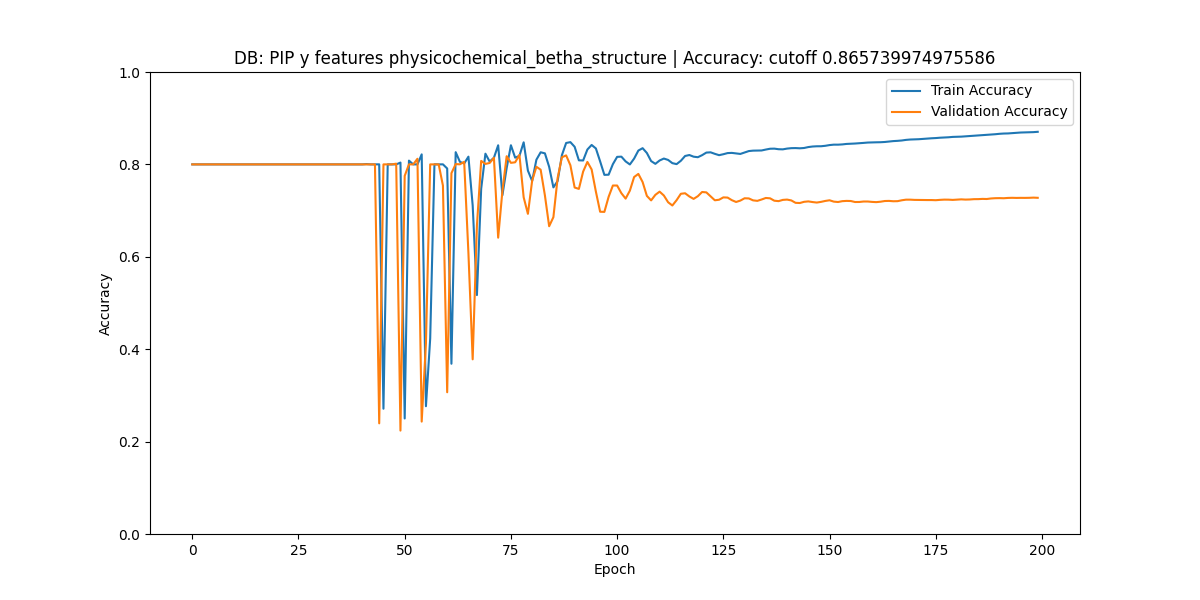 DB: PIP y features physicochemical_betha_structure | Accuracy: cutoff 0.865739974975586
1.0
Train Accuracy
Validation Accuracy
0.8
0.6
Accuracy
0.4
0.2
0.0
0 25 50 75 100 125 150 175 200
Epoch